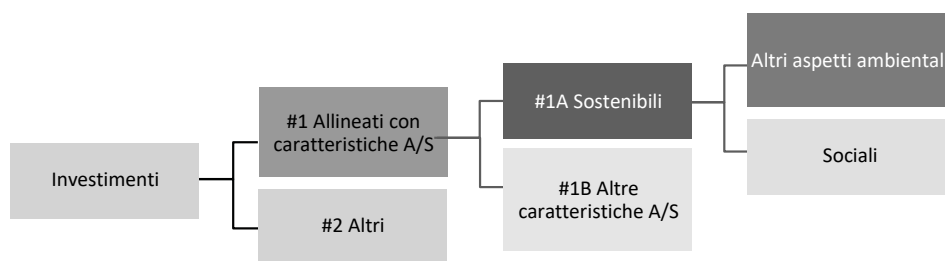 Investimenti
#1 Allineati con
caratteristiche A/S
#2 Altri
#1A Sostenibili
#1B Altre
caratteristiche A/S
Altri aspetti ambiental
Sociali